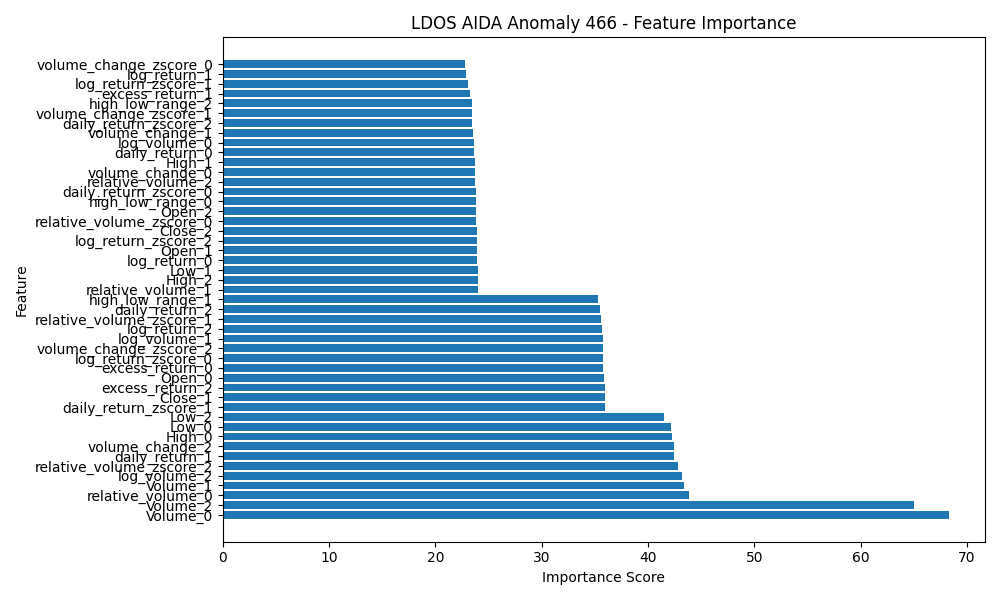 LDOS AIDA Anomaly 466 - Feature Importance
volume_change_zscore_0
log_return_1
log_return_zscore_1
excess_return_1
high_low_range_2
volume_change_zscore_1
daily_return_zscore_2
volume_change_1
log_volume_0
daily_return_0
High_1
volume_change_0
relative_volume_2
daily_return_zscore_0
high_low_range_0
Open_2
relative_volume_zscore_0
Close_2
log_return_zscore_2
Open_1
log_return_0
Low_1
High_2
relative_volume_1
high_low_range_1
daily_return_2
relative_volume_zscore_1
log_return_2
log_volume_1
volume_change_zscore_2
log_return_zscore_0
excess_return_0
Open_0
excess_return_2
Close_1
daily_return_zscore_1
Low_2
Low_0
High_0
volume_change_2
daily_return_1
relative_volume_zscore_2
log_volume_2
Volume_1
relative_volume_0
Volume_2
Volume_0
Feature
0 10 20 30 40 50 60 70
Importance Score